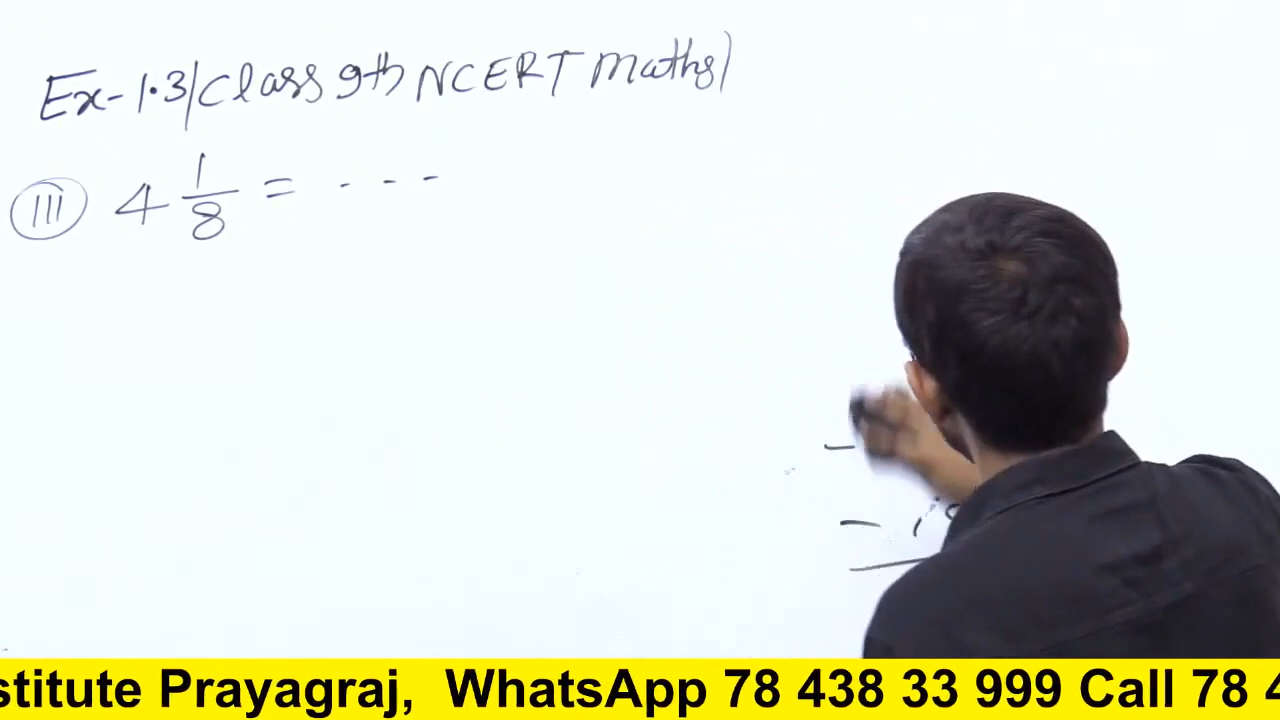 Ex-1.3/Class 9th NCERT Maths)
(III) 4 1/8 = . - -
stitute Prayagraj, WhatsApp 78 438 33 999 Call 78 4